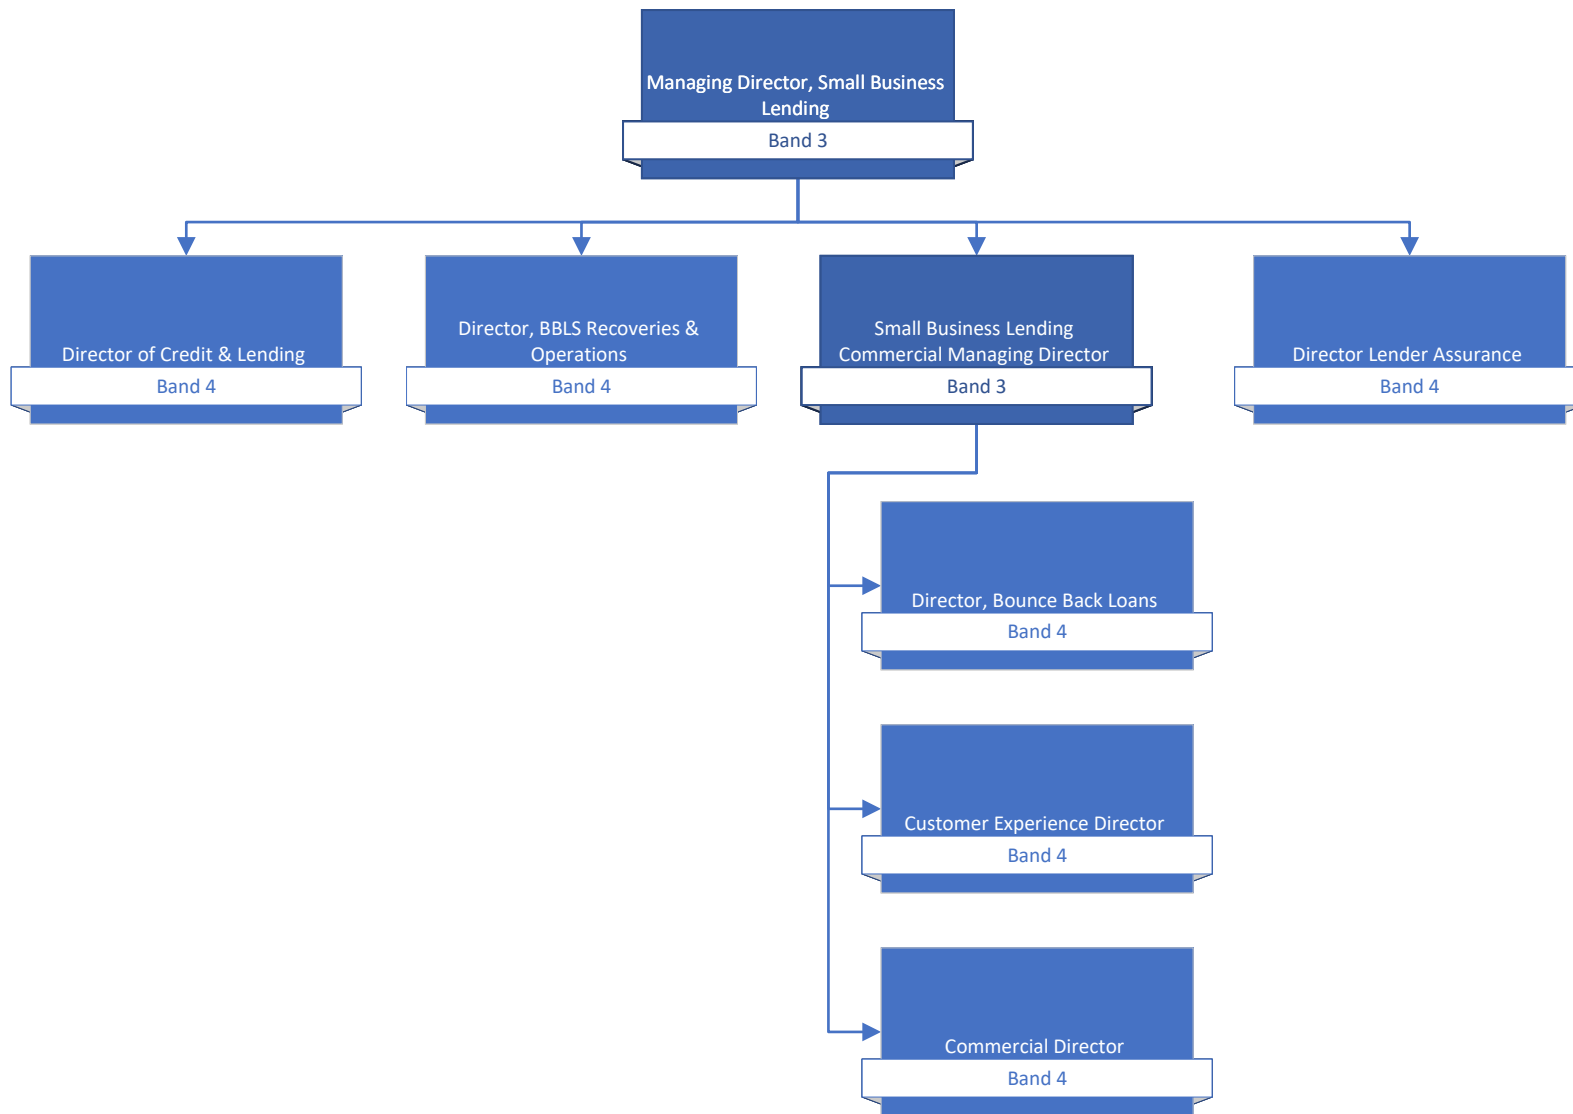 Managing Director, Small Business
Lending
Band 3
Director of Credit & Lending
Band 4
Director, BBLS Recoveries &
Operations
Band 4
Small Business Lending
Commercial Managing Director
Band 3
Director Lender Assurance
Band 4
Director, Bounce Back Loans
Band 4
Customer Experience Director
Band 4
Commercial Director
Band 4